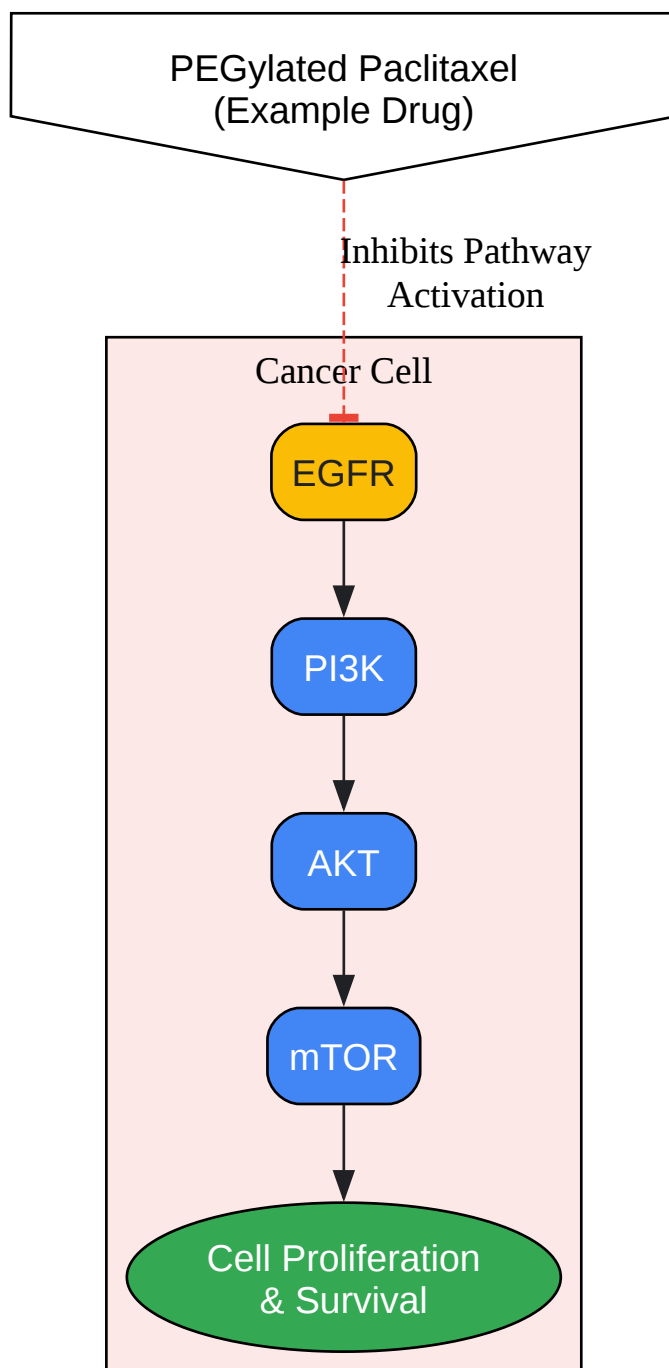 PEGylated Paclitaxel
(Example Drug)
Inhibits Pathway
Activation
Cancer Cell
EGFR
PI3K
AKT
mTOR
Cell Proliferation
& Survival